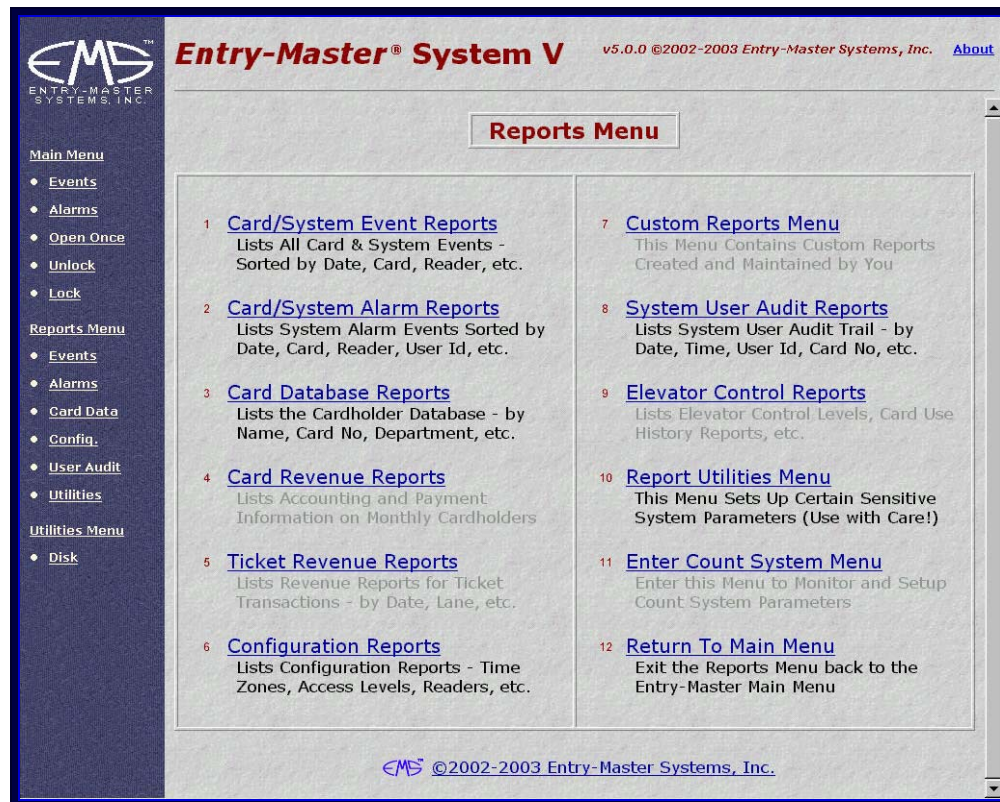 EMS™
ENTRY-MASTER
SYSTEMS, INC.
Entry-Master® System V
v5.0.0 ©2002-2003 Entry-Master Systems, Inc.
About
Reports Menu
Main Menu
Events
Alarms
Open Once
Unlock
Lock
Reports Menu
Events
Alarms
Card Data
Config.
User Audit
Utilities
Utilities Menu
Disk
1 Card/System Event Reports
Lists All Card & System Events -
Sorted by Date, Card, Reader, etc.
2 Card/System Alarm Reports
Lists System Alarm Events Sorted by
Date, Card, Reader, User Id, etc.
3 Card Database Reports
Lists the Cardholder Database - by
Name, Card No, Department, etc.
4 Card Revenue Reports
Lists Accounting and Payment
Information on Monthly Cardholders
5 Ticket Revenue Reports
Lists Revenue Reports for Ticket
Transactions - by Date, Lane, etc.
6 Configuration Reports
Lists Configuration Reports - Time
Zones, Access Levels, Readers, etc.
7 Custom Reports Menu
This Menu Contains Custom Reports
Created and Maintained by You
8 System User Audit Reports
Lists System User Audit Trail - by
Date, Time, User Id, Card No, etc.
9 Elevator Control Reports
Lists Elevator Control Levels, Card Use
History Reports, etc.
10 Report Utilities Menu
This Menu Sets Up Certain Sensitive
System Parameters (Use with Care!)
11 Enter Count System Menu
Enter this Menu to Monitor and Setup
Count System Parameters
12 Return To Main Menu
Exit the Reports Menu back to the
Entry-Master Main Menu
EMS™ ©2002-2003 Entry-Master Systems, Inc.